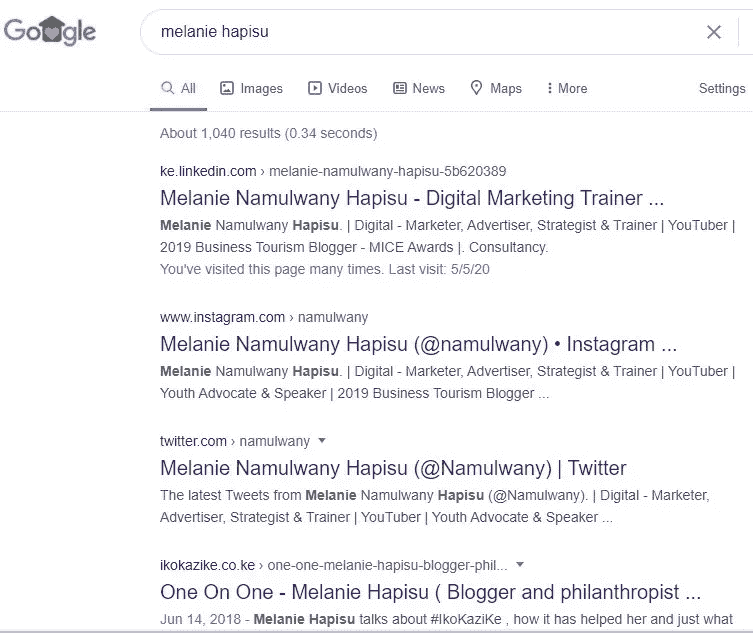 Google
melanie hapisu
All Images Videos News Maps More Settings
About 1,040 results (0.34 seconds)
ke.linkedin.com › melanie-namulwany-hapisu-5b620389
Melanie Namulwany Hapisu - Digital Marketing Trainer ...
Melanie Namulwany Hapisu. | Digital - Marketer, Advertiser, Strategist & Trainer | YouTuber |
2019 Business Tourism Blogger - MICE Awards |. Consultancy.
You've visited this page many times. Last visit: 5/5/20
www.instagram.com › namulwany
Melanie Namulwany Hapisu (@namulwany) • Instagram ...
Melanie Namulwany Hapisu. | Digital - Marketer, Advertiser, Strategist & Trainer | YouTuber |
Youth Advocate & Speaker | 2019 Business Tourism Blogger ...
twitter.com › namulwany
Melanie Namulwany Hapisu (@Namulwany) | Twitter
The latest Tweets from Melanie Namulwany Hapisu (@Namulwany). | Digital - Marketer,
Advertiser, Strategist & Trainer | YouTuber | Youth Advocate & Speaker ...
ikokazike.co.ke › one-one-melanie-hapisu-blogger-phil...
One On One - Melanie Hapisu ( Blogger and philanthropist ...
Jun 14, 2018 - Melanie Hapisu talks about #IkoKaziKe , how it has helped her and just what